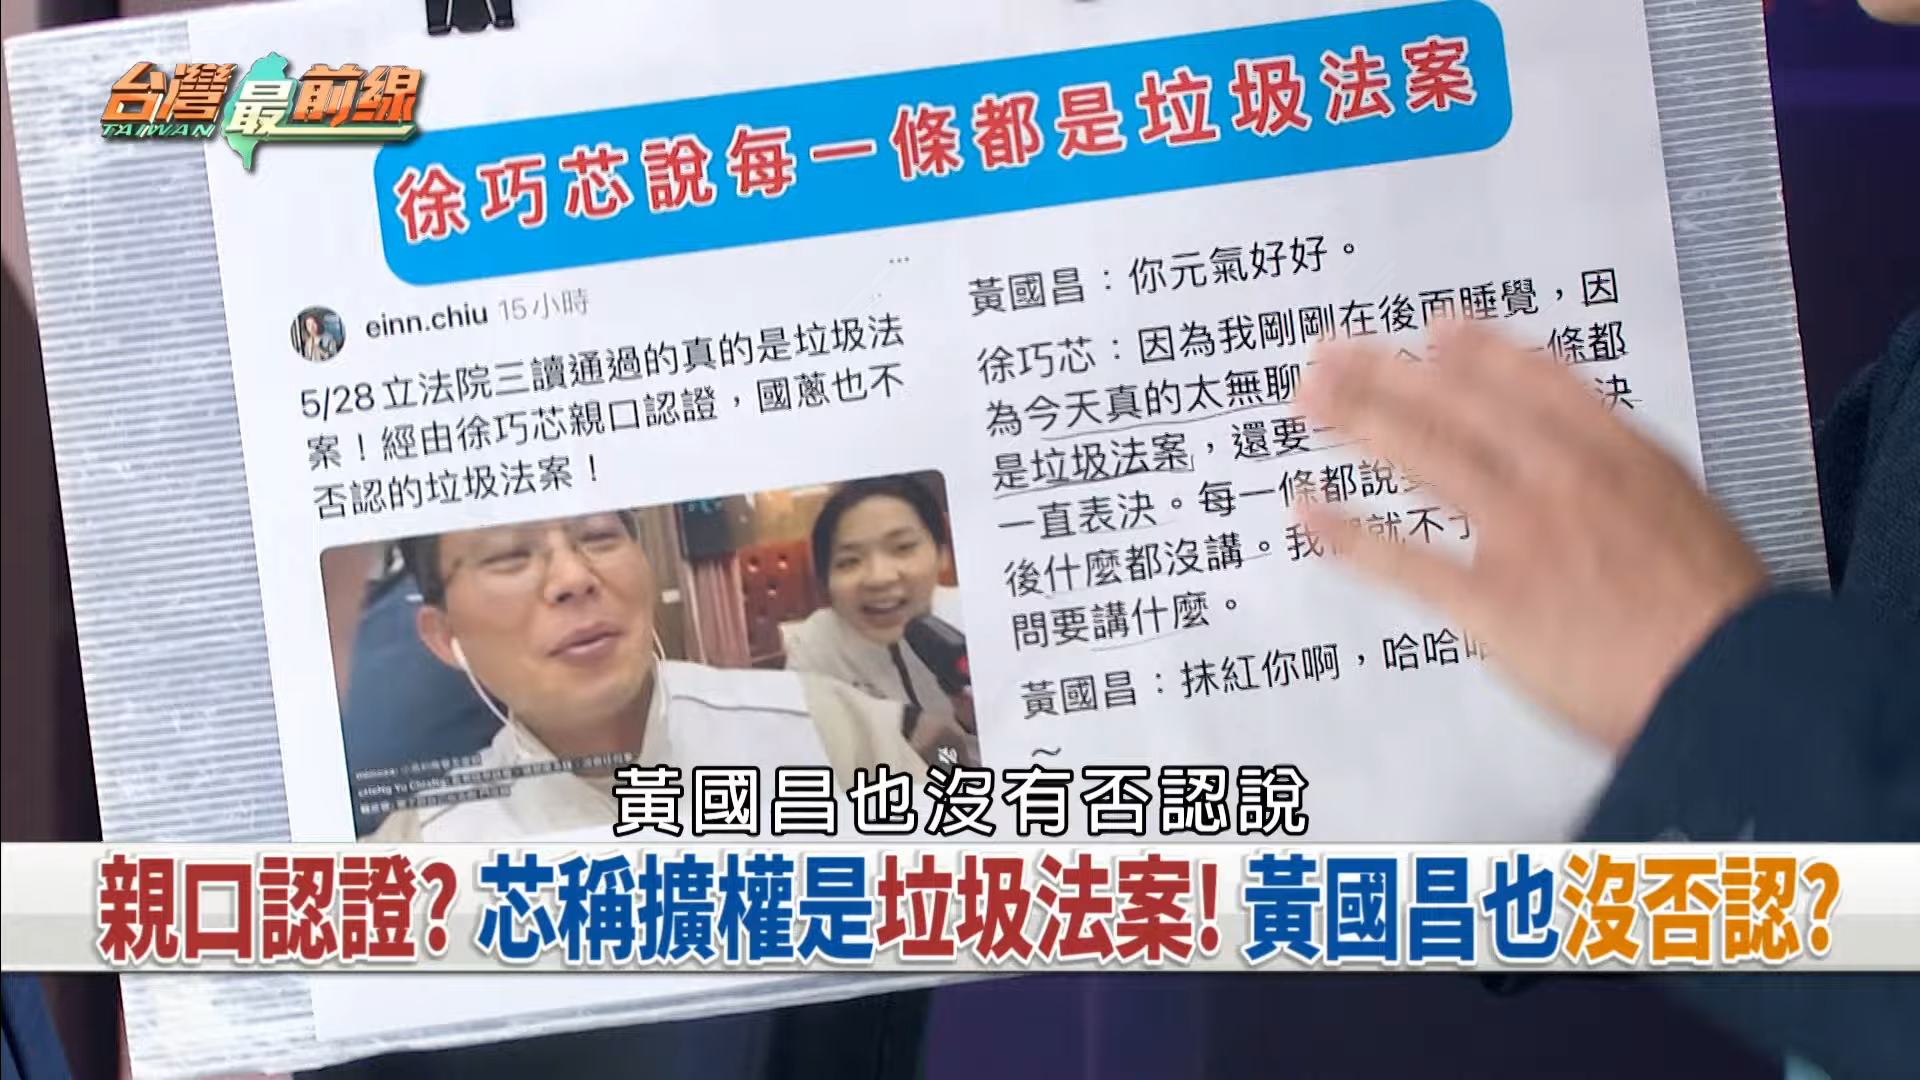 台灣最前線
TAIWAN
徐巧芯說每一條都是垃圾法案
einn.chiu 15小時
5/28立法院三讀通過的真的是垃圾法
案！經由徐巧芯親口認證，國蔥也不
否認的垃圾法案！
黃國昌：你元氣好好。
徐巧芯：因為我剛剛在後面睡覺，因
為今天真的太無聊 一條都
是垃圾法案，還要一 決
一直表決。每一條都說
後什麼都沒講。我 就不
問要講什麼。
黃國昌：抹紅你啊，哈哈
～
黃國昌也沒有否認說
親口認證? 芯稱擴權是垃圾法案! 黃國昌也沒否認?